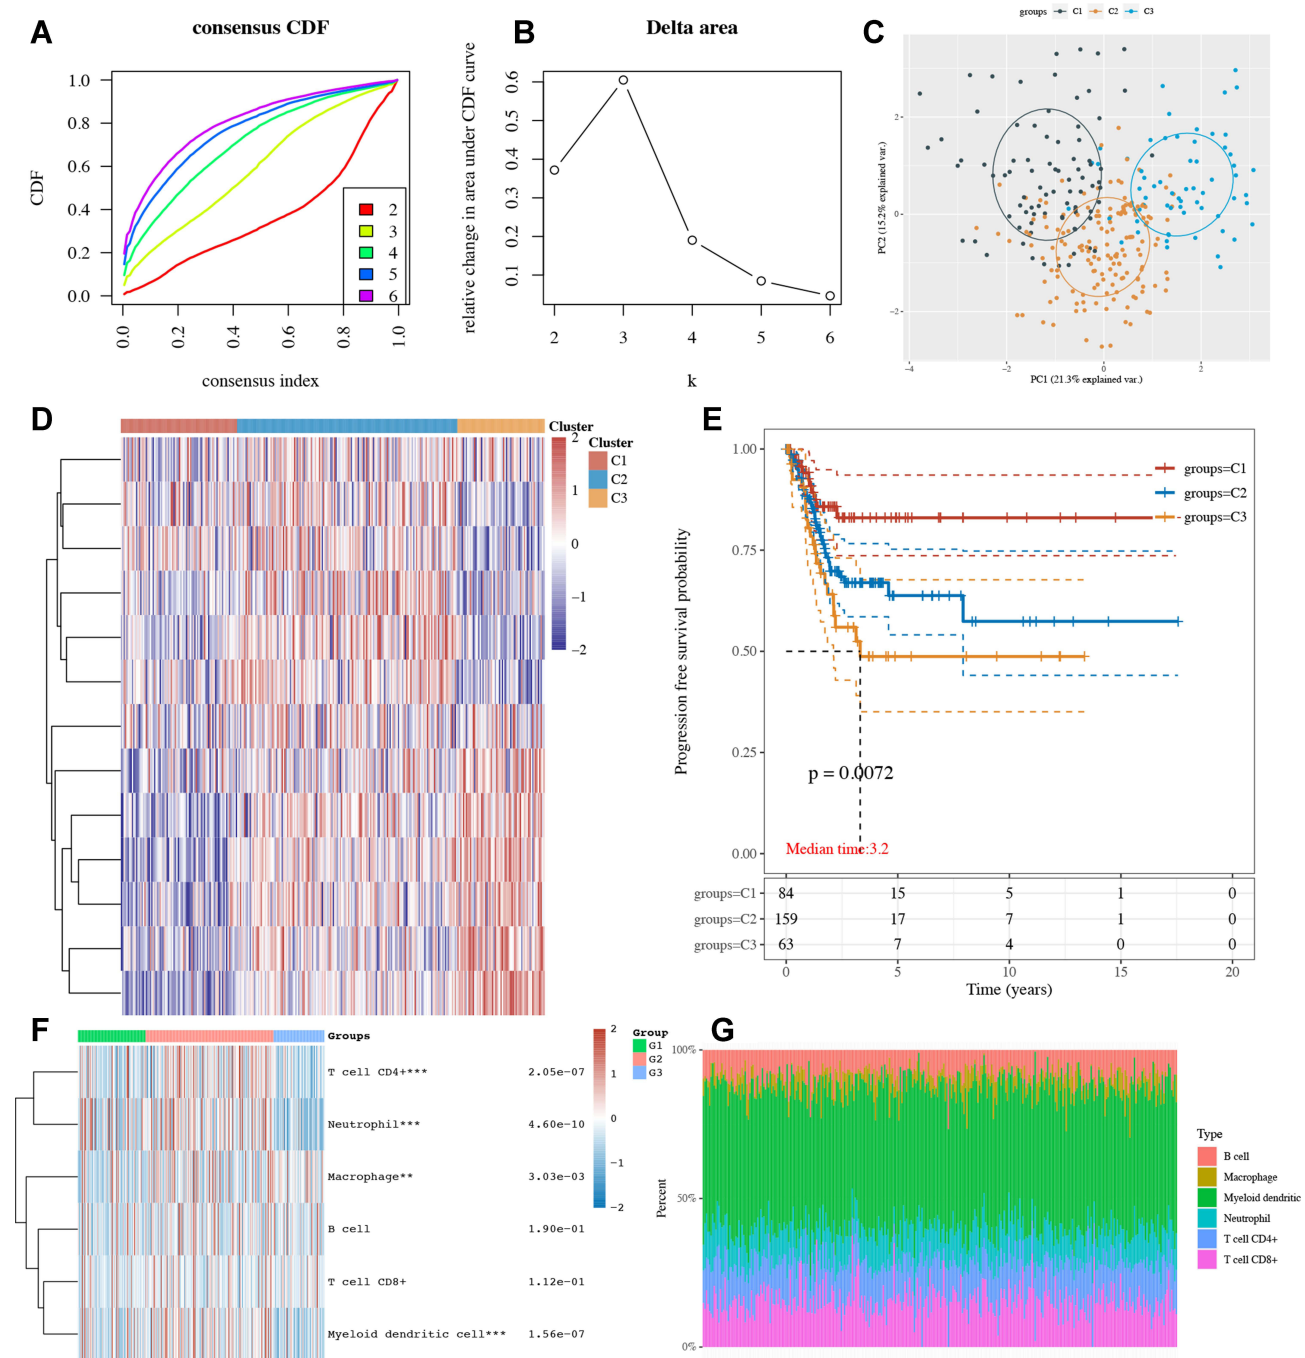 A
consensus CDF
CDF
1.0
0.8
0.6
0.4
0.2
0.0
0.0
0.2
0.4
0.6
0.8
1.0
consensus index
2
3
4
5
6
B
Delta area
relative change in area under CDF curve
0.6
0.5
0.4
0.3
0.2
0.1
2
3
4
5
6
k
C
groups C1 C2 C3
PC2 (15.2% explained var.)
2
0
−2
−4
−2
0
2
PC1 (21.3% explained var.)
D
Cluster
2
1
0
−1
−2
Cluster
C1
C2
C3
E
Progression free survival probability
1.00
0.75
0.50
0.25
0.00
groups=C1
groups=C2
groups=C3
p = 0.0072
Median time:3.2
groups=C1 84 15 5 1 0
groups=C2 159 17 7 1 0
groups=C3 63 7 4 0 0
0 5 10 15 20
Time (years)
F
Groups
T cell CD4+*** 2.05e-07
Neutrophil*** 4.60e-10
Macrophage** 3.03e-03
B cell 1.90e-01
T cell CD8+ 1.12e-01
Myeloid dendritic cell*** 1.56e-07
2
1
0
−1
−2
Group
G1
G2
G3
G
Percent
100%
50%
0%
Type
B cell
Macrophage
Myeloid dendritic
Neutrophil
T cell CD4+
T cell CD8+